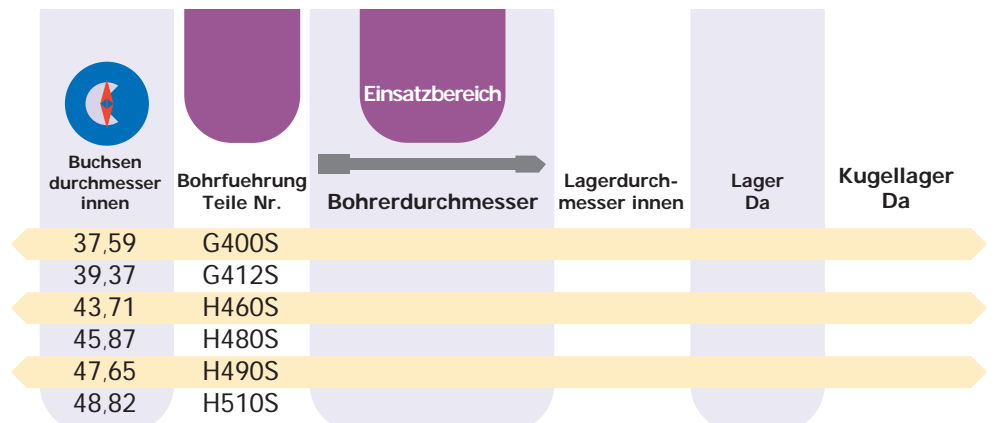 Einsatzbereich
Buchsen
durchmesser
innen
Bohrfuehrung
Teile Nr.
Bohrerdurchmesser
Lagerdurch-
messer innen
Lager
Da
Kugellager
Da
37,59 G400S
39,37 G412S
43,71 H460S
45,87 H480S
47,65 H490S
48,82 H510S